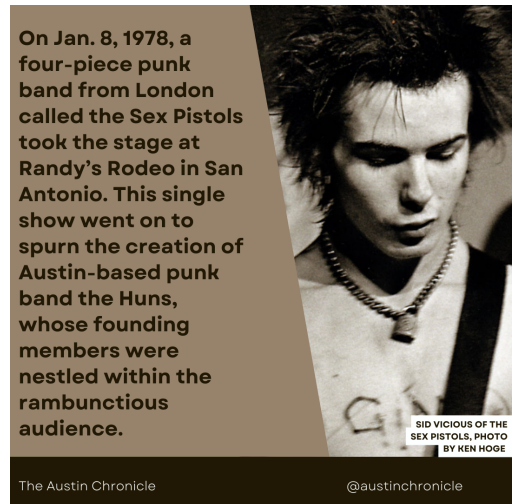 On Jan. 8, 1978, a
four-piece punk
band from London
called the Sex Pistols
took the stage at
Randy’s Rodeo in San
Antonio. This single
show went on to
spurn the creation of
Austin-based punk
band the Huns,
whose founding
members were
nestled within the
rambunctious
audience.
SID VICIOUS OF THE
SEX PISTOLS, PHOTO
BY KEN HOGE
The Austin Chronicle
@austinchronicle